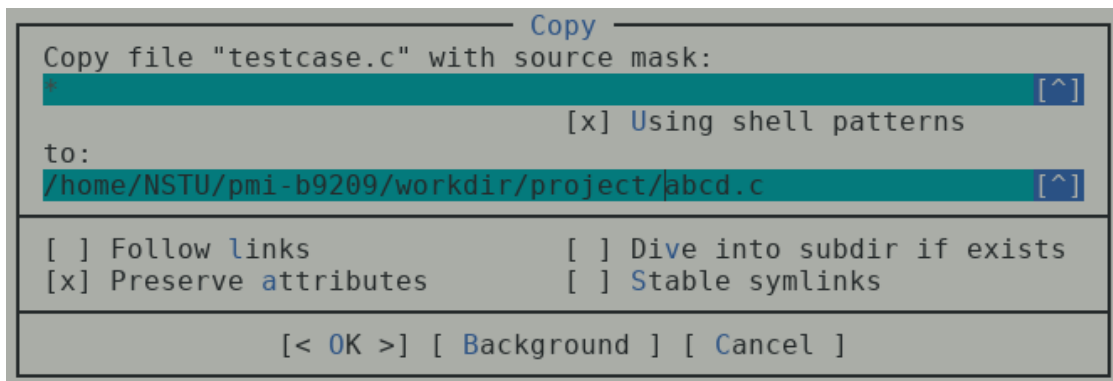 Copy
Copy file "testcase.c" with source mask:
* [^]
[x] Using shell patterns
to:
/home/NSTU/pmi-b9209/workdir/project/abcd.c [^]
[ ] Follow links [ ] Dive into subdir if exists
[x] Preserve attributes [ ] Stable symlinks
[< OK >] [ Background ] [ Cancel ]